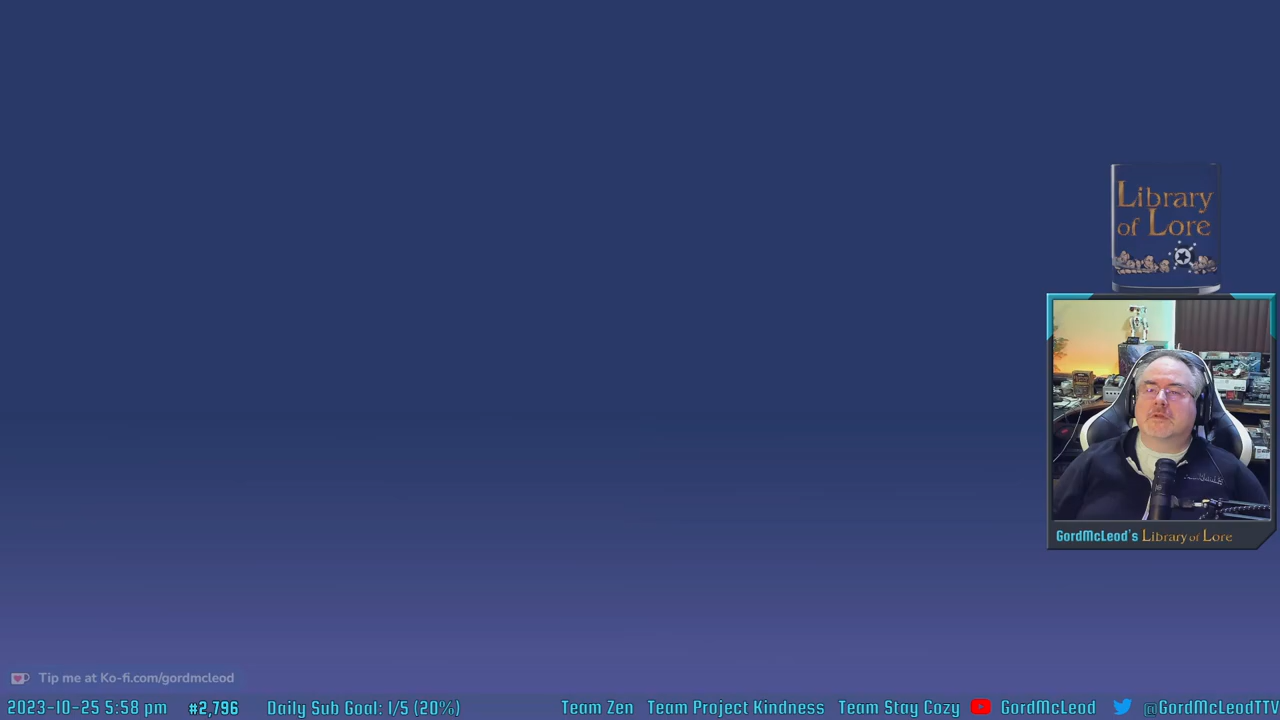 Library
of Lore
GordMcLeod's Library of Lore
Tip me at Ko-fi.com/gordmcleod
2023-10-25 5:58 pm #2,796 Daily Sub Goal: 1/5 (20%) Team Zen Team Project Kindness Team Stay Cozy GordMcLeod @GordMcLeodTTV